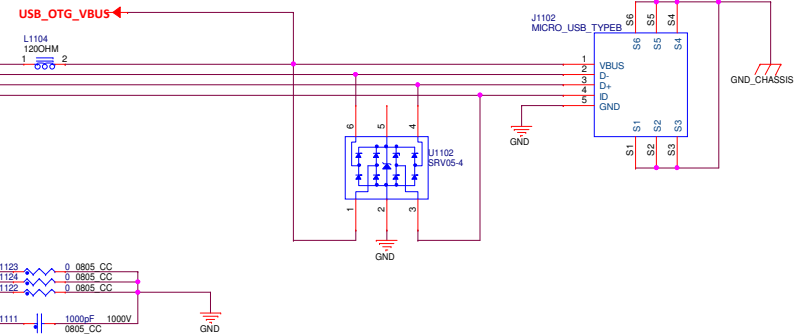 USB_OTG_VBUS
L1104
120OHM
1 2
J1102
MICRO_USB_TYPEB
S6 S5 S4
S6 S5 S4
1 VBUS
2 D-
3 D+
4 ID
5 GND
S1 S2 S3
S1 S2 S3
GND_CHASSIS
GND
6 5 4
U1102
SRV05-4
1 2 3
GND
1123 0 0805_CC
1124 0 0805_CC
1122 0 0805_CC
1111 1000pF 1000V
0805_CC
GND